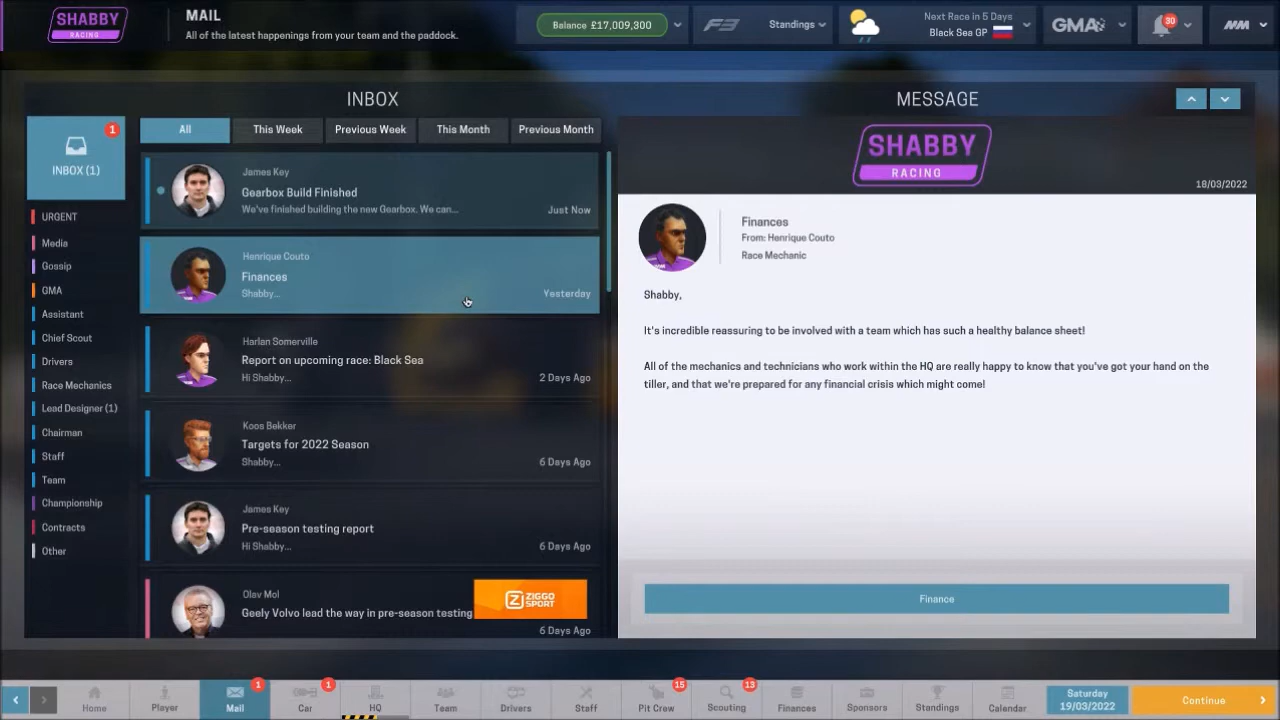 SHABBY
RACING
MAIL
All of the latest happenings from your team and the paddock.
Balance £17,009,300
F3
Standings
Next Race in 5 Days
Black Sea GP
GMA
30
MM
INBOX
1
INBOX (1)
All
This Week
Previous Week
This Month
Previous Month
URGENT
Media
Gossip
GMA
Assistant
Chief Scout
Drivers
Race Mechanics
Lead Designer (1)
Chairman
Staff
Team
Championship
Contracts
Other
James Key
Gearbox Build FInished
We've finished building the new Gearbox. We can...
Just Now
Henrique Couto
Finances
Shabby...
Yesterday
Harlan Somerville
Report on upcoming race: Black Sea
Hi Shabby...
2 Days Ago
Koos Bekker
Targets for 2022 Season
Shabby...
6 Days Ago
James Key
Pre-season testing report
Hi Shabby...
6 Days Ago
Olav Mol
Geely Volvo lead the way in pre-season testing
6 Days Ago
ZIGGO
SPORT
MESSAGE
SHABBY
RACING
18/03/2022
Finances
From: Henrique Couto
Race Mechanic
Shabby,
It's incredible reassuring to be involved with a team which has such a healthy balance sheet!
All of the mechanics and technicians who work within the HQ are really happy to know that you've got your hand on the
tiller, and that we're prepared for any financial crisis which might come!
Finance
Home
Player
1
Mail
1
Car
HQ
Team
Drivers
Staff
15
Pit Crew
13
Scouting
Finances
Sponsors
Standings
Calendar
Saturday
19/03/2022
Continue